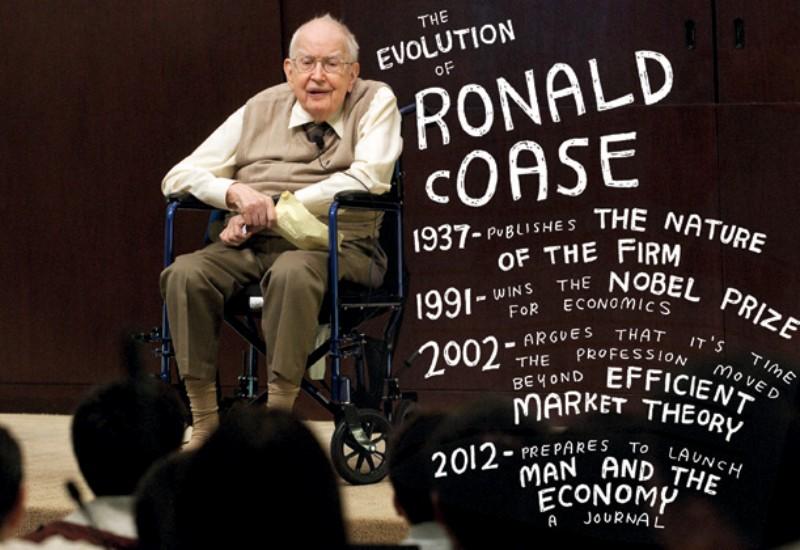 THE
EVOLUTION
OF
RONALD
COASE
1937- PUBLISHES THE NATURE
OF THE FIRM
1991- WINS THE NOBEL PRIZE
FOR ECONOMICS
2002- ARGUES THAT IT'S TIME
THE PROFESSION MOVED
BEYOND EFFICIENT
MARKET THEORY
2012- PREPARES TO LAUNCH
MAN AND THE
ECONOMY
A JOURNAL